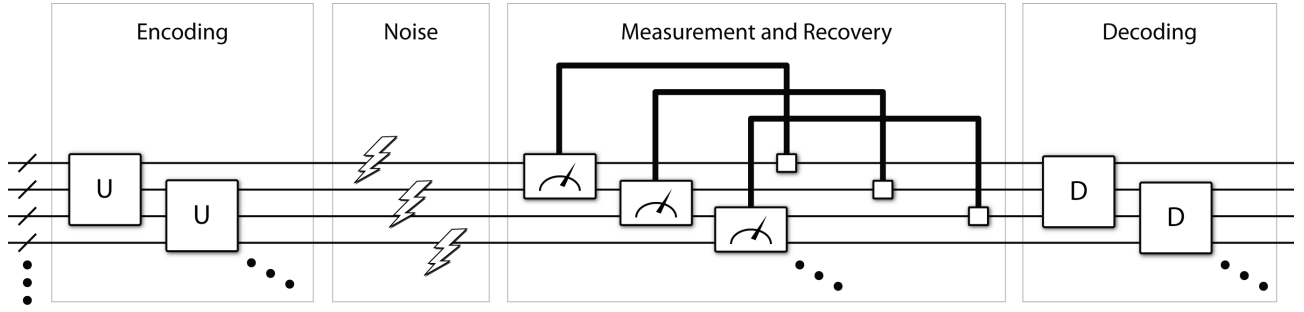 Encoding
Noise
Measurement and Recovery
Decoding
U
U
D
D